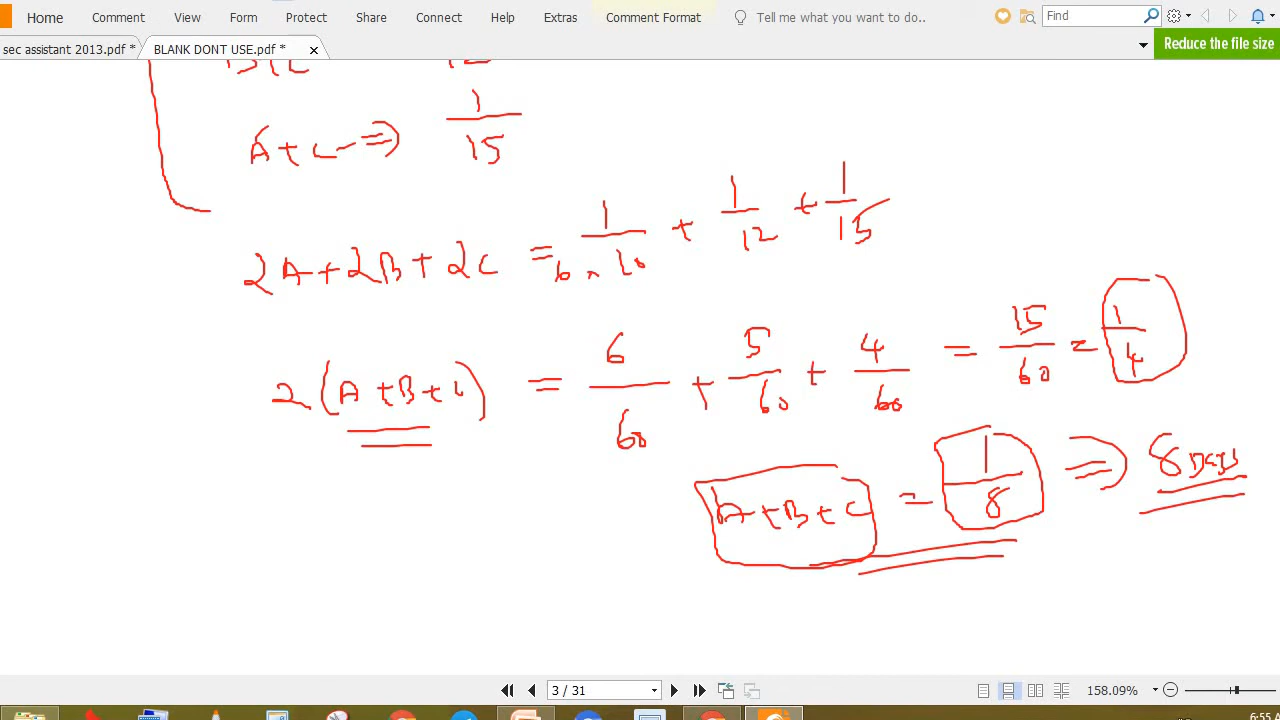 Home Comment View Form Protect Share Connect Help Extras Comment Format Tell me what you want to do.. Find
sec assistant 2013.pdf * BLANK DONT USE.pdf * x Reduce the file size
A+C ⇒ 1/15
2A+2B+2C = 1/10 + 1/12 + 1/15
6 × 10
2(A+B+C) = 6/60 + 5/60 + 4/60 = 15/60 = 1/4
A+B+C = 1/8 ⇒ 8 DAYS
3 / 31 158.09%